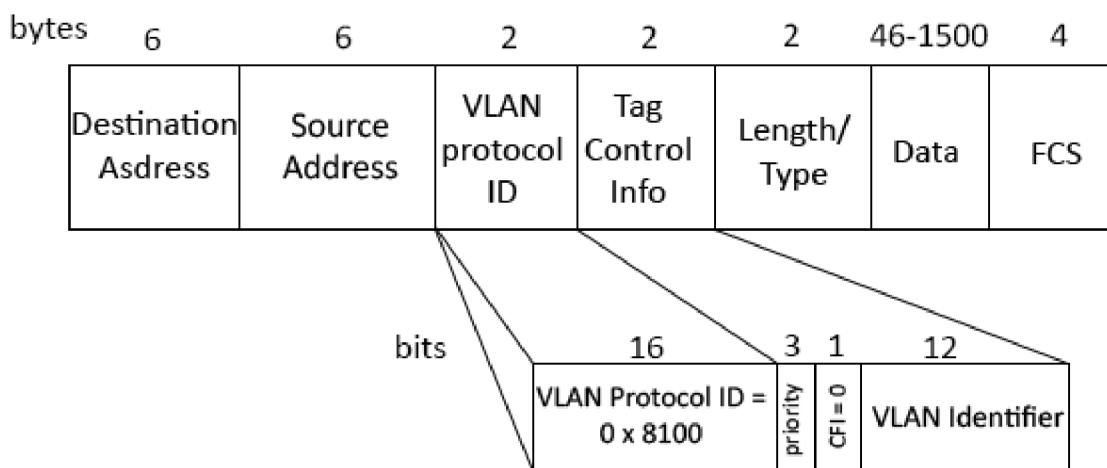 bytes 6 6 2 2 2 46-1500 4
Destination
Asdress
Source
Address
VLAN
protocol
ID
Tag
Control
Info
Length/
Type
Data
FCS
bits 16 3 1 12
VLAN Protocol ID =
0 x 8100
priority
CFI = 0
VLAN Identifier